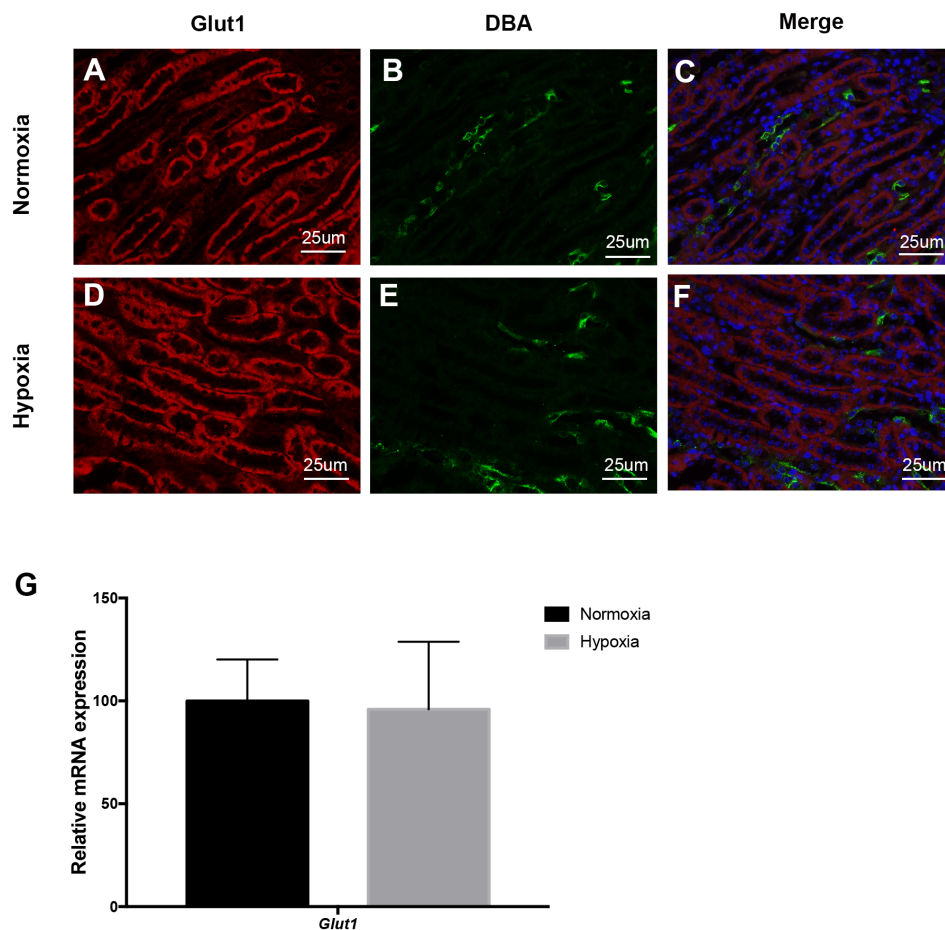 Glut1 DBA Merge
Normoxia
A B C
25um 25um 25um
Hypoxia
D E F
25um 25um 25um
G
Relative mRNA expression
150
100
50
0
Glut1
Normoxia
Hypoxia